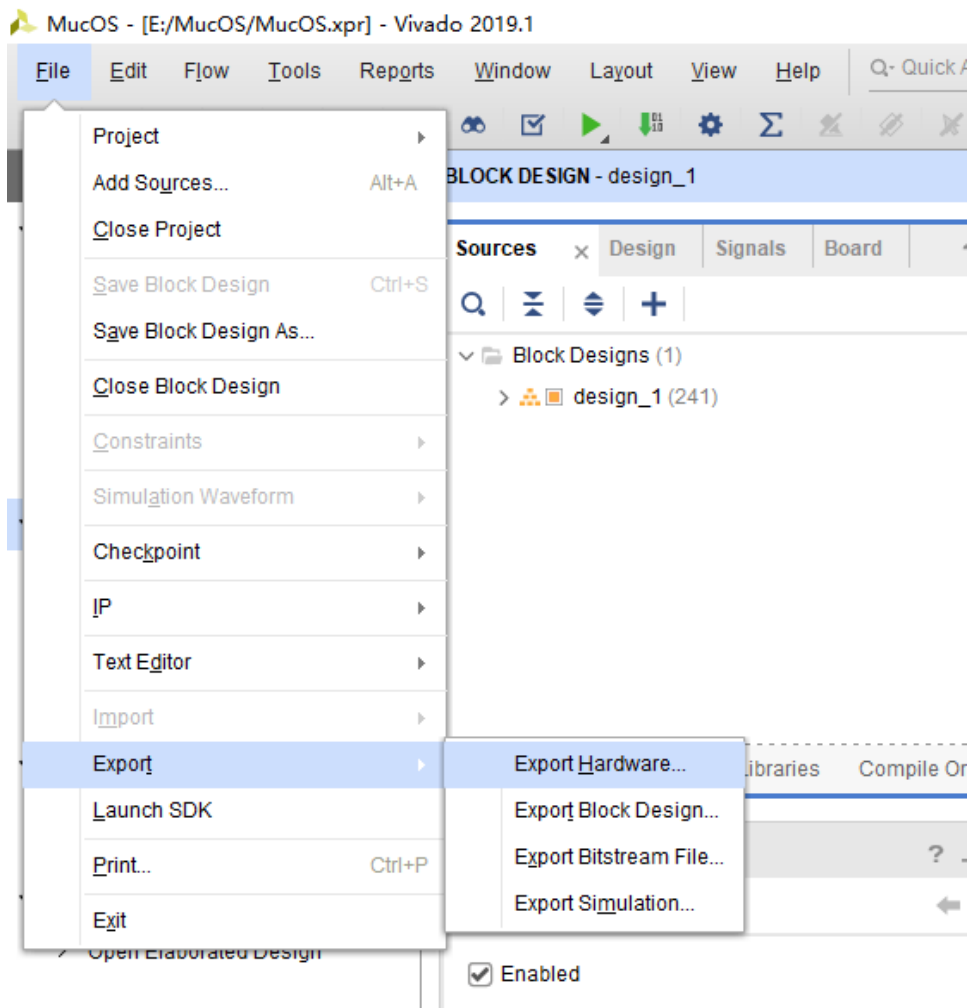 MucOS - [E:/MucOS/MucOS.xpr] - Vivado 2019.1
File Edit Flow Tools Reports Window Layout View Help Q- Quick A
Project
Add Sources... Alt+A
Close Project
Save Block Design Ctrl+S
Save Block Design As...
Close Block Design
Constraints
Simulation Waveform
Checkpoint
IP
Text Editor
Import
Export
Launch SDK
Print... Ctrl+P
Exit
Open Elaborated Design
BLOCK DESIGN - design_1
Sources Design Signals Board
Block Designs (1)
design_1 (241)
Export Hardware...
Export Block Design...
Export Bitstream File...
Export Simulation...
ibraries Compile Or
Enabled